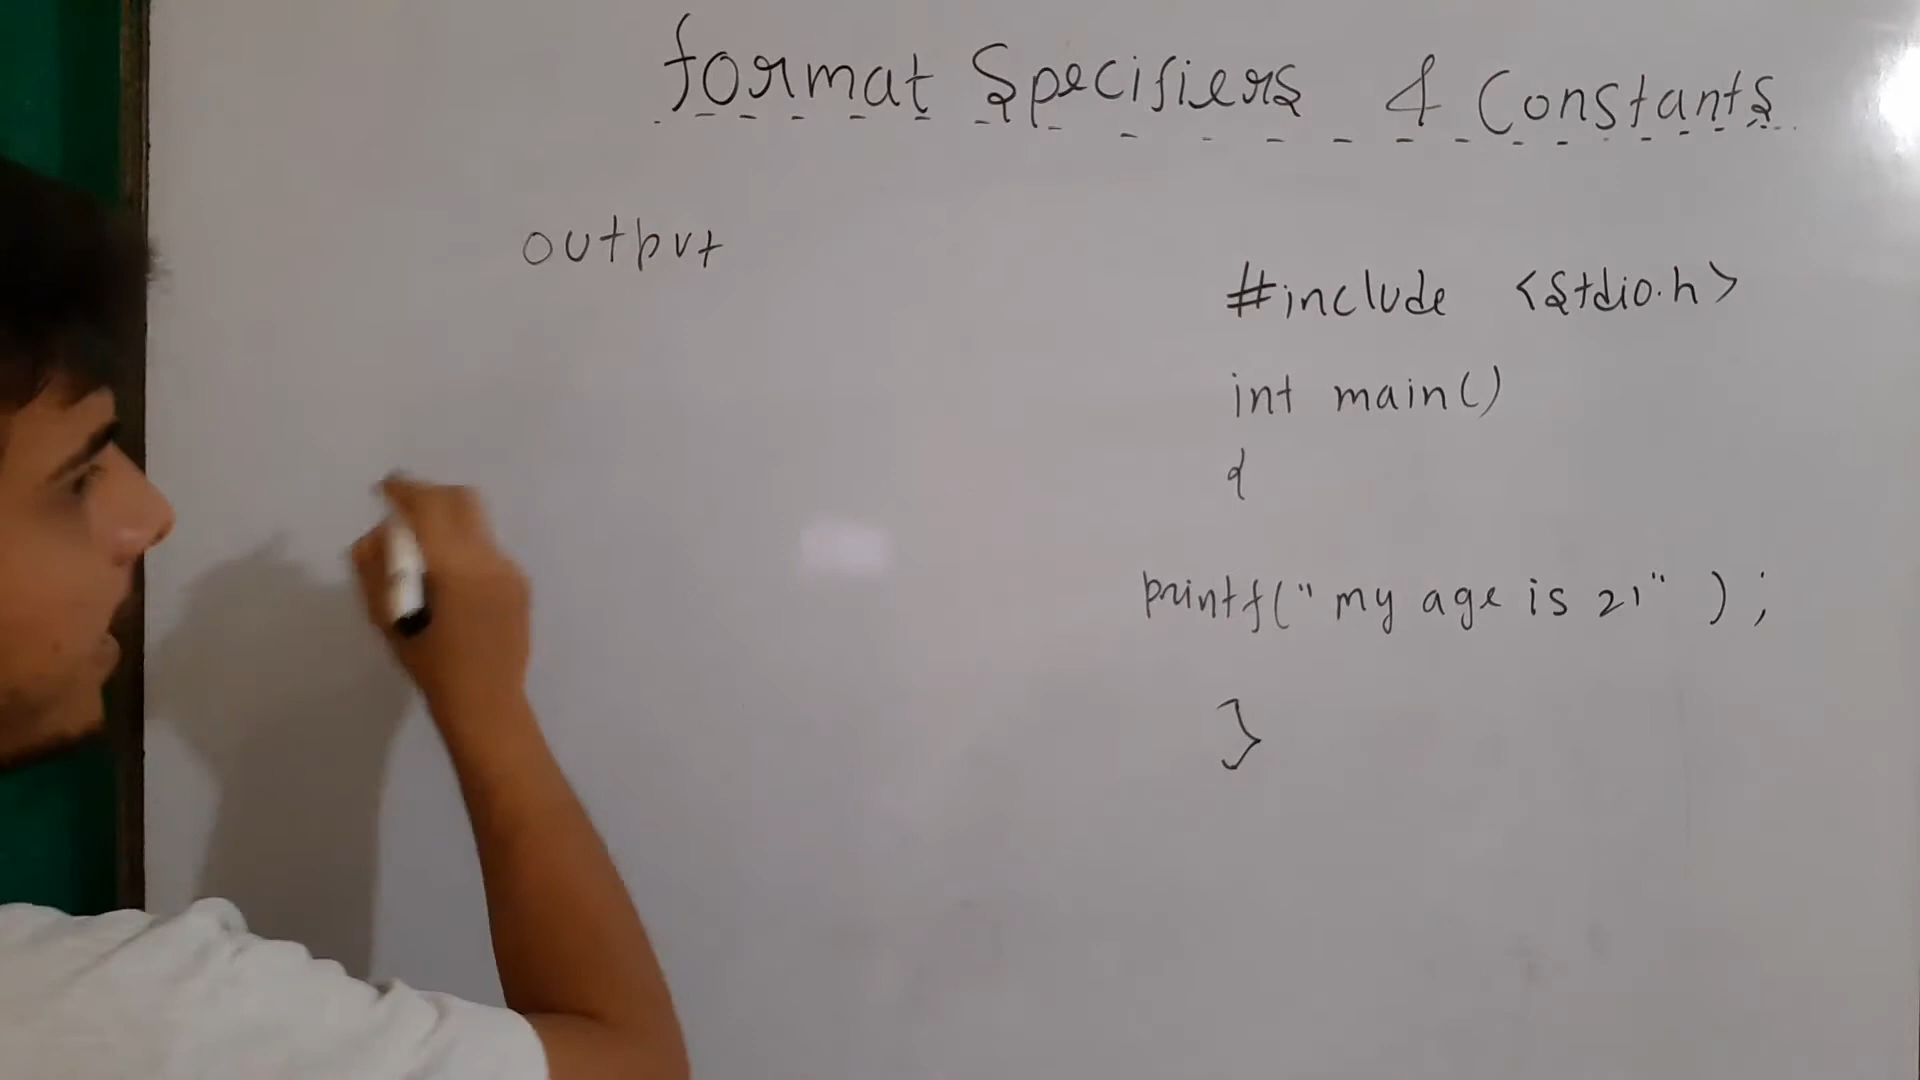 Format Specifiers & Constants
output
#include <stdio.h>
int main()
{
printf(" my age is 21" ) ;
}